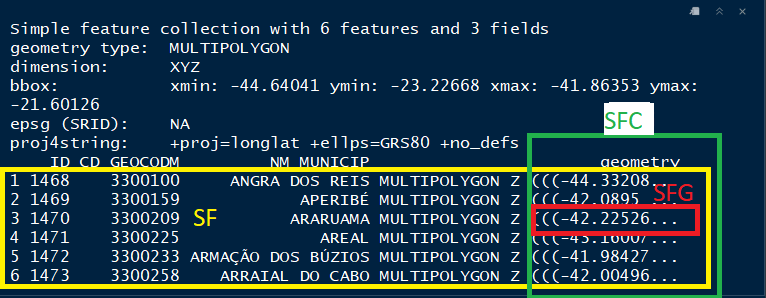 Simple feature collection with 6 features and 3 fields
geometry type:  MULTIPOLYGON
dimension:      XYZ
bbox:           xmin: -44.64041 ymin: -23.22668 xmax: -41.86353 ymax:
-21.60126
epsg (SRID):    NA
proj4string:    +proj=longlat +ellps=GRS80 +no_defs
SFC
ID CD_GEOCODM NM_MUNICIP geometry
1 1468 3300100 ANGRA DOS REIS MULTIPOLYGON Z (((-44.33208...
2 1469 3300159 APERIBÉ MULTIPOLYGON Z (((-42.0895 ...
SFG
3 1470 3300209 ARARUAMA MULTIPOLYGON Z (((-42.22526...
SF
4 1471 3300225 AREAL MULTIPOLYGON Z (((-43.16007...
5 1472 3300233 ARMAÇÃO DOS BÚZIOS MULTIPOLYGON Z (((-41.98427...
6 1473 3300258 ARRAIAL DO CABO MULTIPOLYGON Z (((-42.00496...